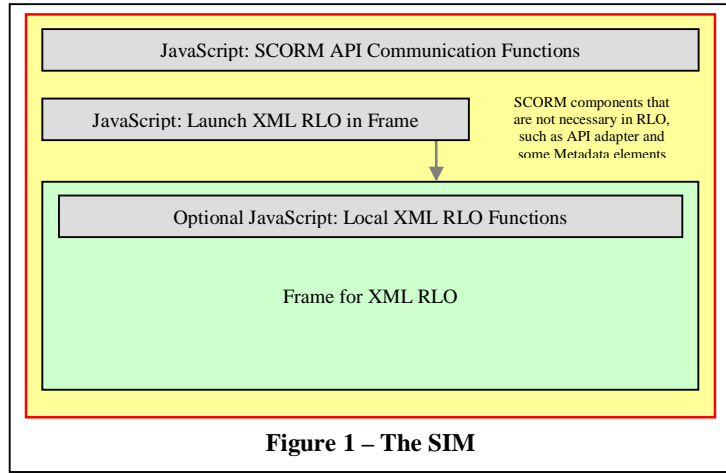 JavaScript: SCORM API Communication Functions
JavaScript: Launch XML RLO in Frame
SCORM components that
are not necessary in RLO,
such as API adapter and
some Metadata elements
Optional JavaScript: Local XML RLO Functions
Frame for XML RLO
Figure 1 – The SIM